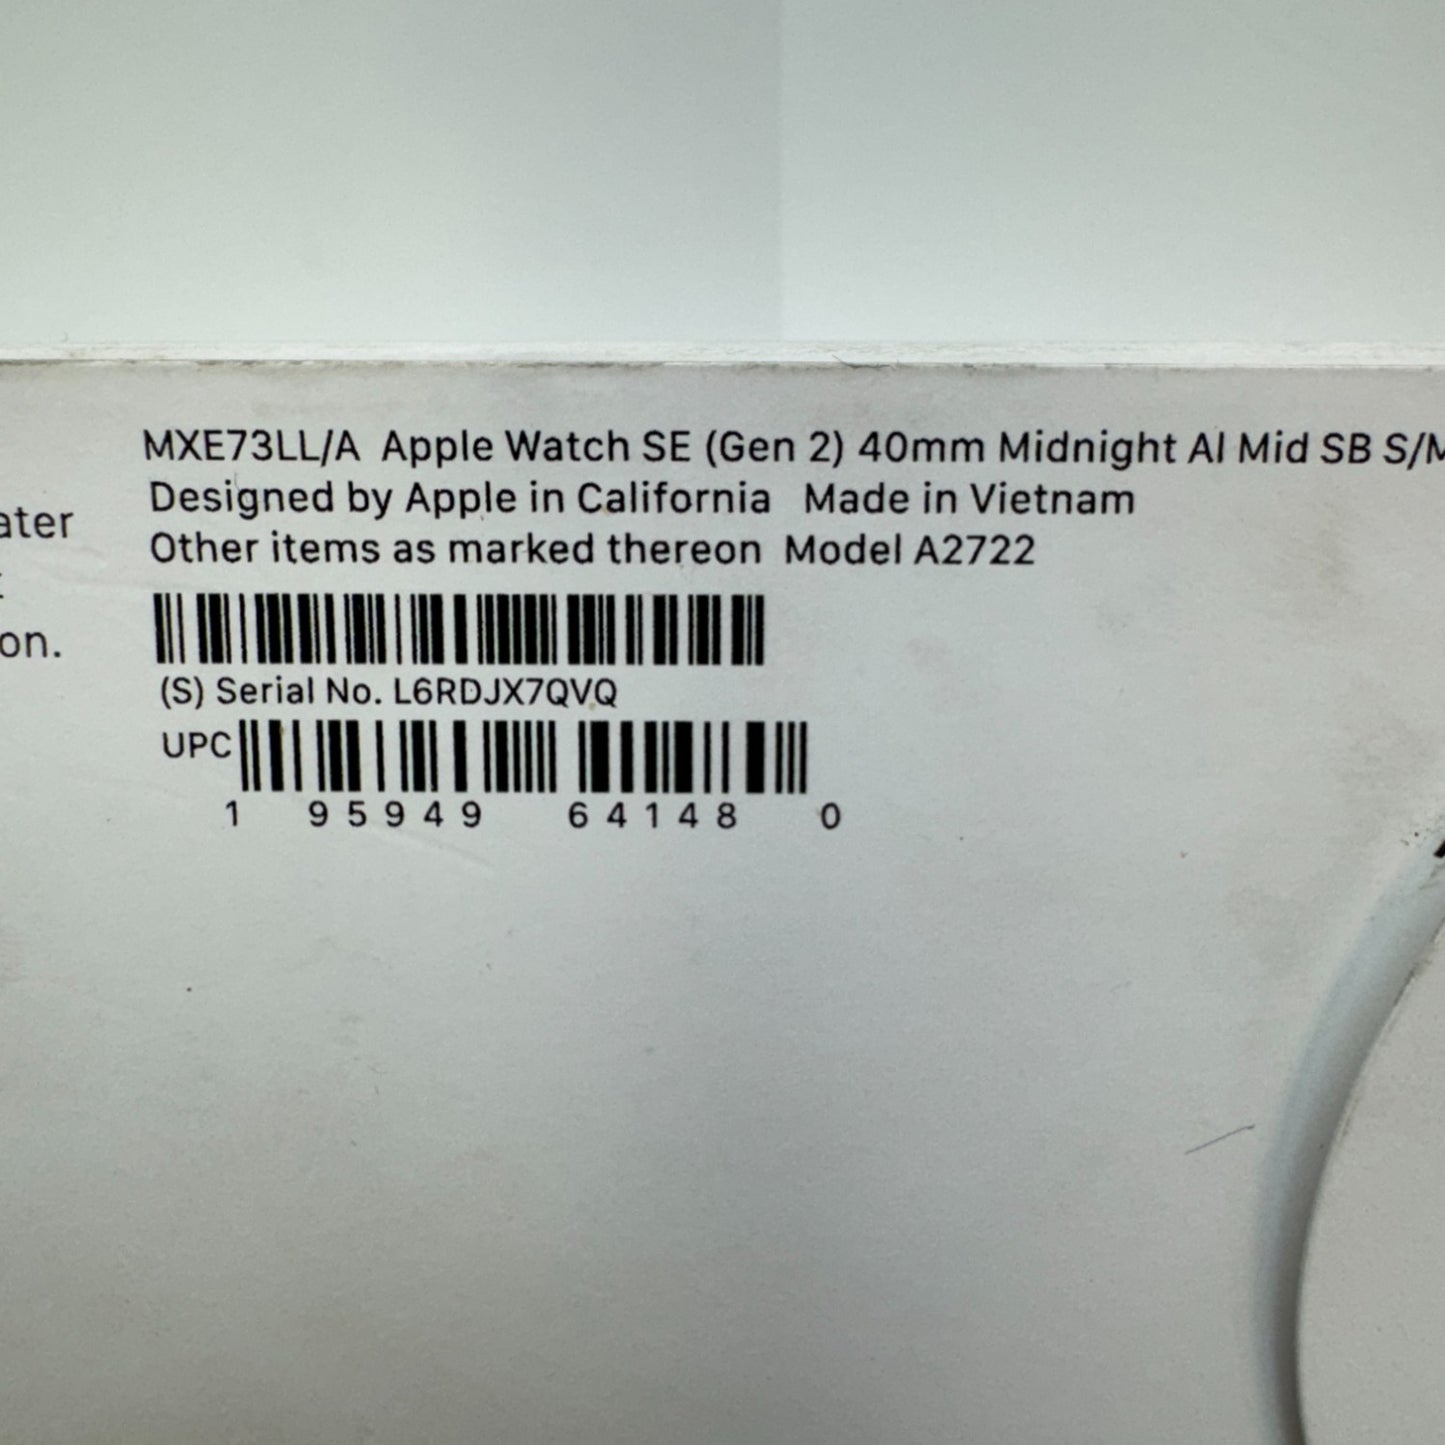 MXE73LL/A Apple Watch SE (Gen 2) 40mm Midnight Al Mid SB S/M
Designed by Apple in California Made in Vietnam
ater
Other items as marked thereon Model A2722
on.
(S) Serial No. L6RDJX7QVQ
UPC
1 95949 64148 0